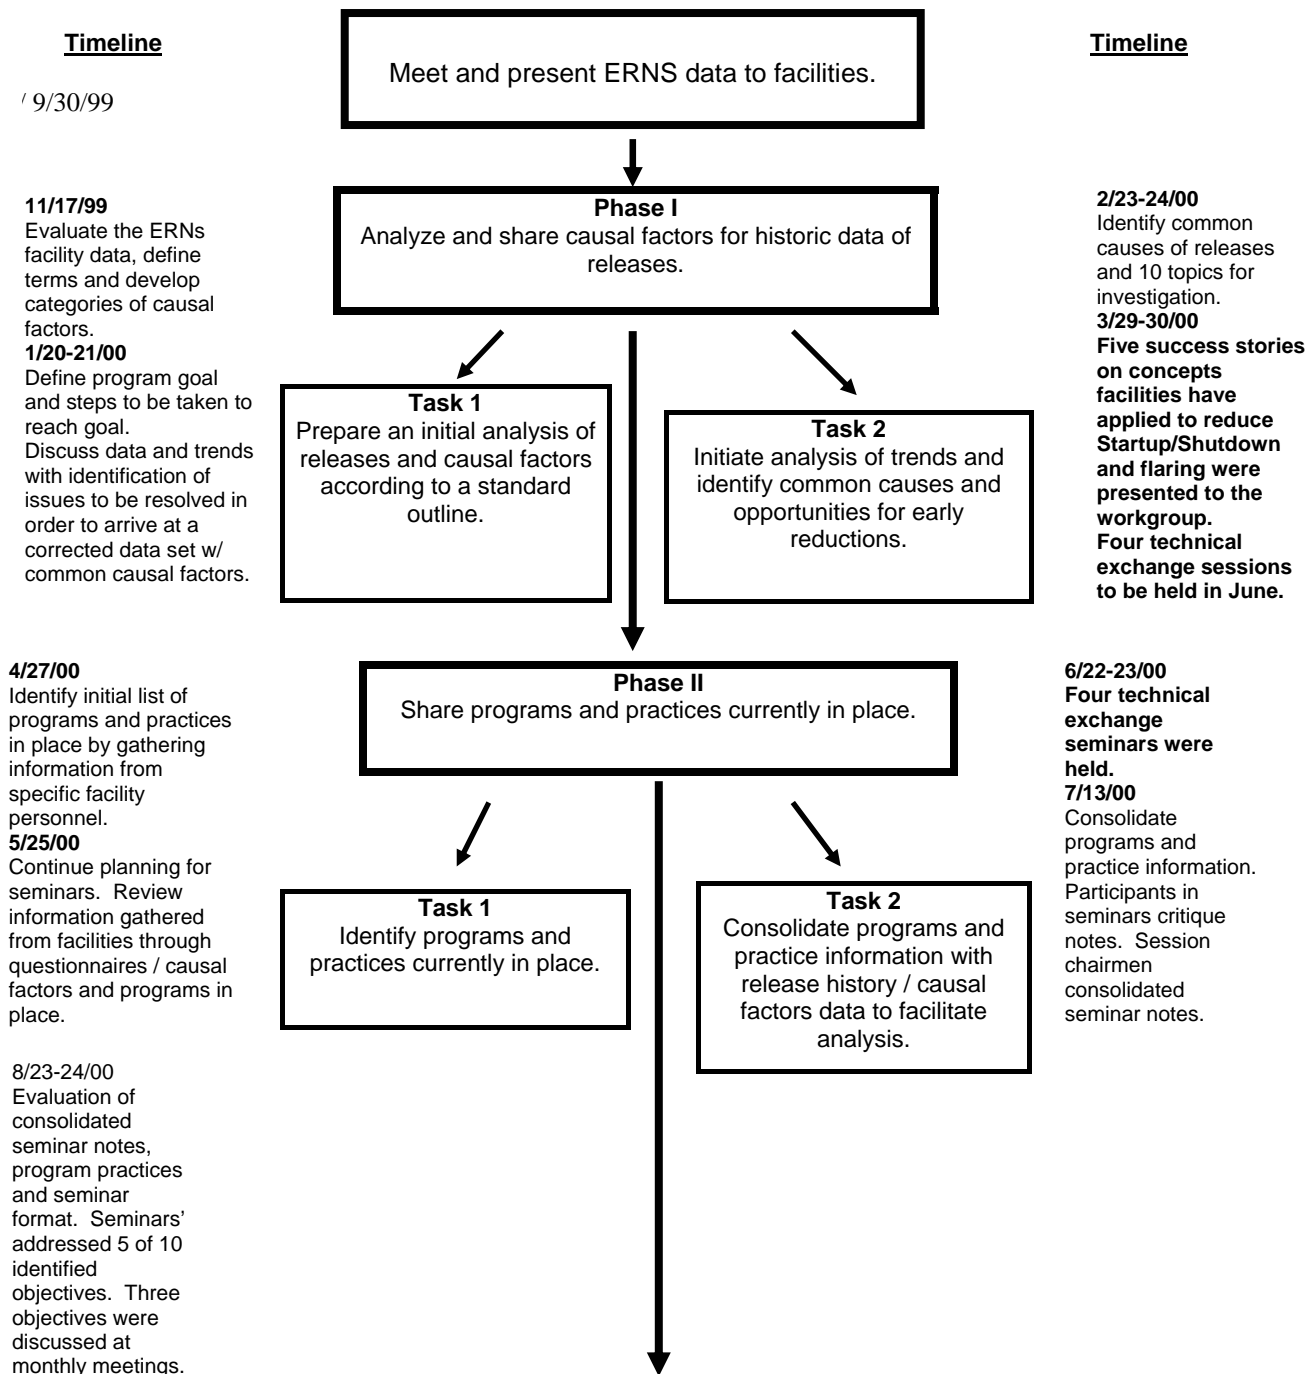 Timeline
Timeline
Meet and present ERNS data to facilities.
/ 9/30/99
Phase I
Analyze and share causal factors for historic data of
releases.
11/17/99
Evaluate the ERNs
facility data, define
terms and develop
categories of causal
factors.
1/20-21/00
Define program goal
and steps to be taken to
reach goal.
Discuss data and trends
with identification of
issues to be resolved in
order to arrive at a
corrected data set w/
common causal factors.
2/23-24/00
Identify common
causes of releases
and 10 topics for
investigation.
3/29-30/00
Five success stories
on concepts
facilities have
applied to reduce
Startup/Shutdown
and flaring were
presented to the
workgroup.
Four technical
exchange sessions
to be held in June.
Task 1
Prepare an initial analysis of
releases and causal factors
according to a standard
outline.
Task 2
Initiate analysis of trends and
identify common causes and
opportunities for early
reductions.
Phase II
Share programs and practices currently in place.
4/27/00
Identify initial list of
programs and practices
in place by gathering
information from
specific facility
personnel.
5/25/00
Continue planning for
seminars.  Review
information gathered
from facilities through
questionnaires / causal
factors and programs in
place.
6/22-23/00
Four technical
exchange
seminars were
held.
7/13/00
Consolidate
programs and
practice information.
Participants in
seminars critique
notes.  Session
chairmen
consolidated
seminar notes.
Task 1
Identify programs and
practices currently in place.
Task 2
Consolidate programs and
practice information with
release history / causal
factors data to facilitate
analysis.
8/23-24/00
Evaluation of
consolidated
seminar notes,
program practices
and seminar
format.  Seminars’
addressed 5 of 10
identified
objectives.  Three
objectives were
discussed at
monthly meetings.